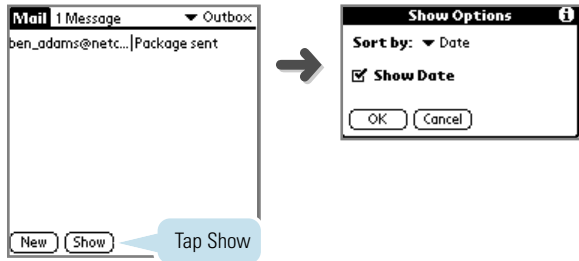 Mail 1 Message Outbox
ben_adams@netc... Package sent
New Show
Tap Show
Show Options i
Sort by: Date
Show Date
OK Cancel